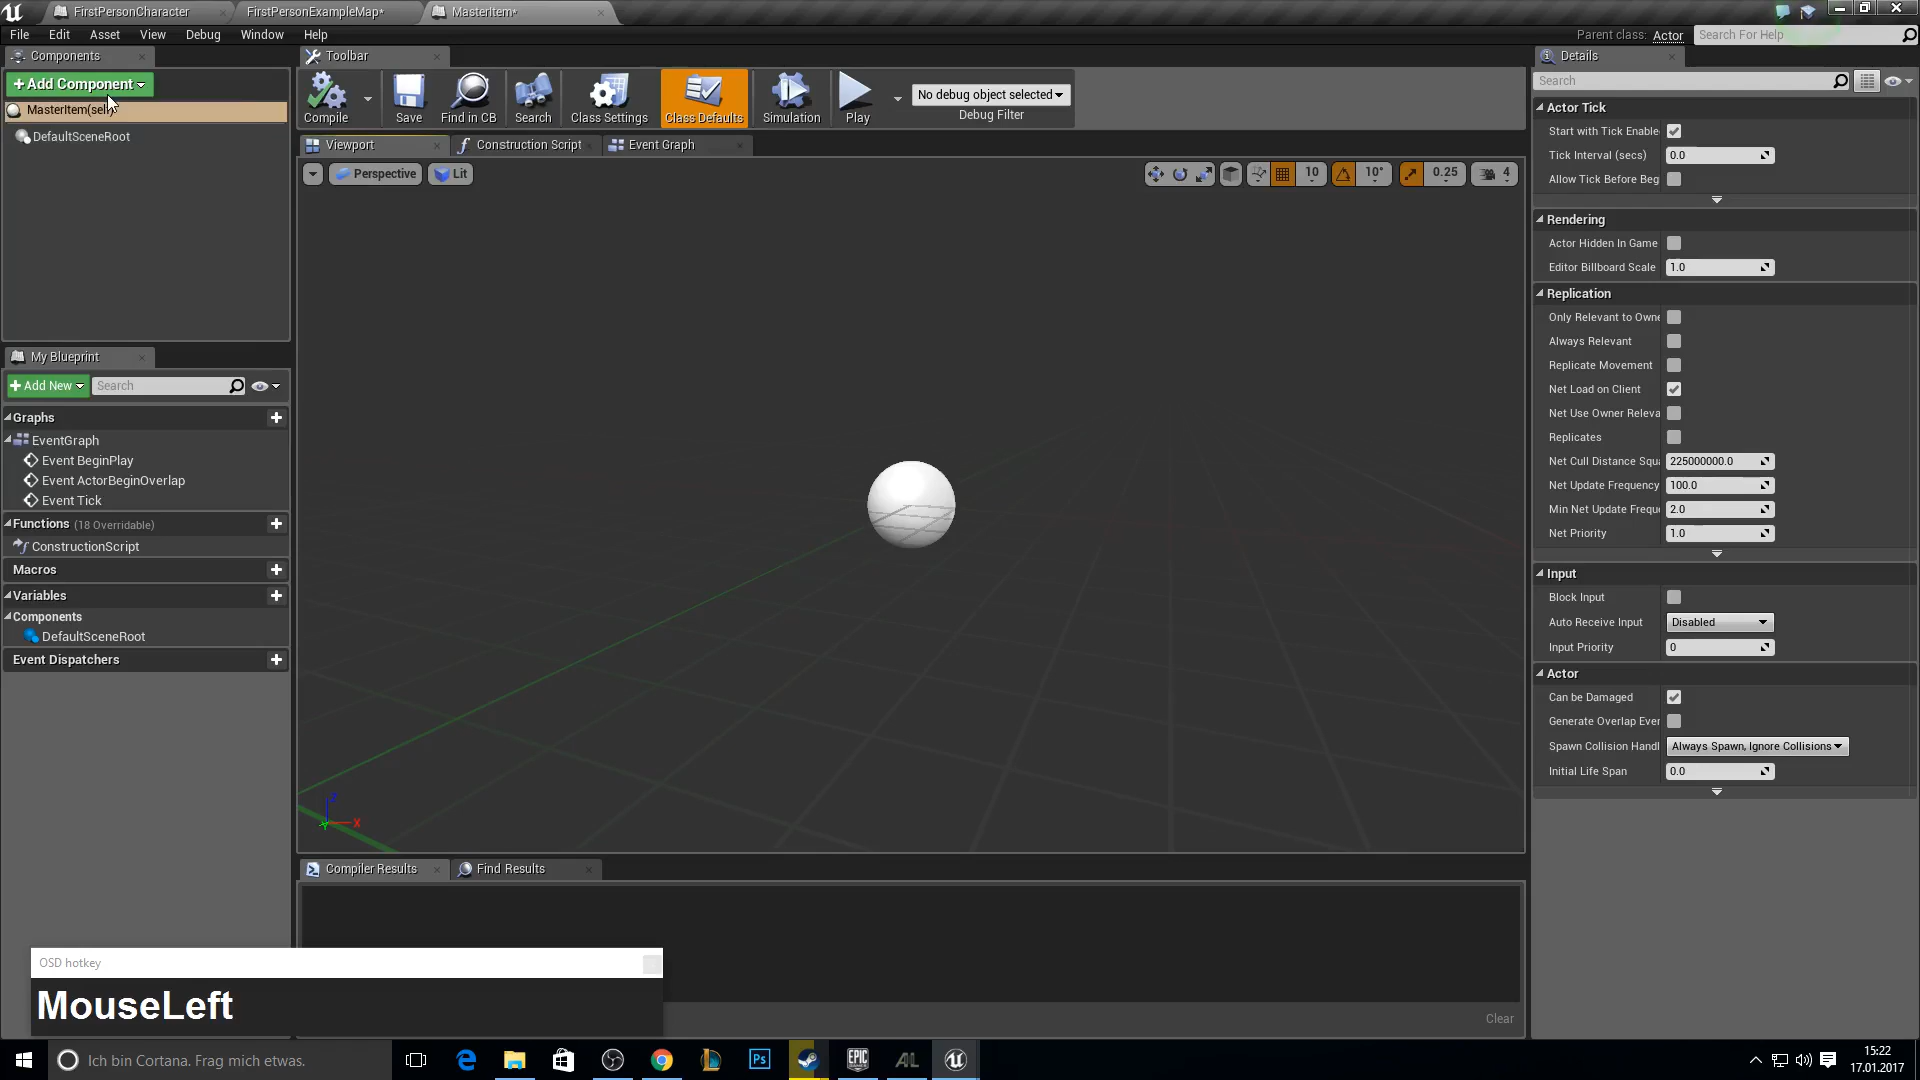 FirstPersonCharacter
FirstPersonExampleMap*
MasterItem*
File Edit Asset View Debug Window Help
Parent class: Actor
Search For Help
Components
+ Add Component
MasterItem(self)
DefaultSceneRoot
Toolbar
Compile
Save
Find in CB
Search
Class Settings
Class Defaults
Simulation
Play
No debug object selected
Debug Filter
Viewport
Construction Script
Event Graph
Perspective
Lit
10
10°
0.25
4
X
My Blueprint
+ Add New
Search
Graphs
EventGraph
Event BeginPlay
Event ActorBeginOverlap
Event Tick
Functions (18 Overridable)
ConstructionScript
Macros
Variables
Components
DefaultSceneRoot
Event Dispatchers
Compiler Results
Find Results
Clear
Details
Search
Actor Tick
Start with Tick Enable
Tick Interval (secs) 0.0
Allow Tick Before Beg
Rendering
Actor Hidden In Game
Editor Billboard Scale 1.0
Replication
Only Relevant to Owne
Always Relevant
Replicate Movement
Net Load on Client
Net Use Owner Releva
Replicates
Net Cull Distance Squa 225000000.0
Net Update Frequency 100.0
Min Net Update Frequ 2.0
Net Priority 1.0
Input
Block Input
Auto Receive Input Disabled
Input Priority 0
Actor
Can be Damaged
Generate Overlap Ever
Spawn Collision Handl Always Spawn, Ignore Collisions
Initial Life Span 0.0
OSD hotkey
MouseLeft
Ich bin Cortana. Frag mich etwas.
Ps
EPIC
GAMES
AL
15:22
17.01.2017